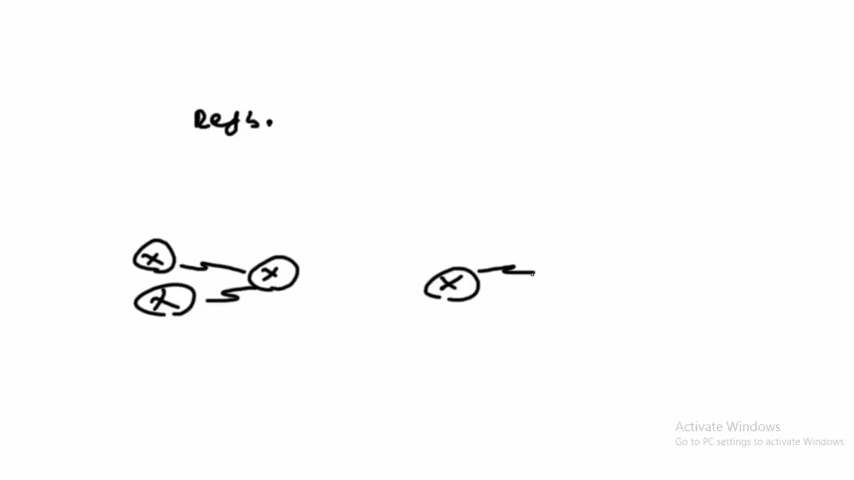 Refs.
x x
x x
Activate Windows
Go to PC settings to activate Windows.